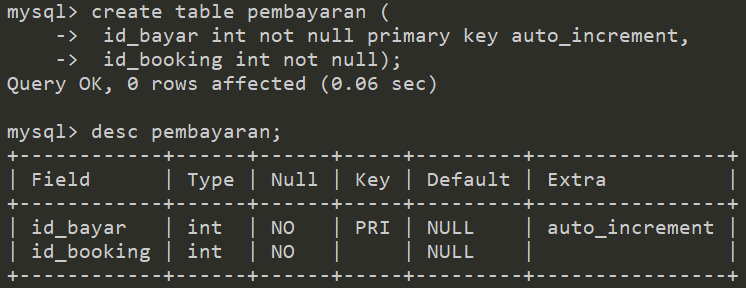 mysql> create table pembayaran (
    ->  id_bayar int not null primary key auto_increment,
    ->  id_booking int not null);
Query OK, 0 rows affected (0.06 sec)

mysql> desc pembayaran;
+------------+------+------+-----+---------+----------------+
| Field      | Type | Null | Key | Default | Extra          |
+------------+------+------+-----+---------+----------------+
| id_bayar   | int  | NO   | PRI | NULL    | auto_increment |
| id_booking | int  | NO   |     | NULL    |                |
+------------+------+------+-----+---------+----------------+